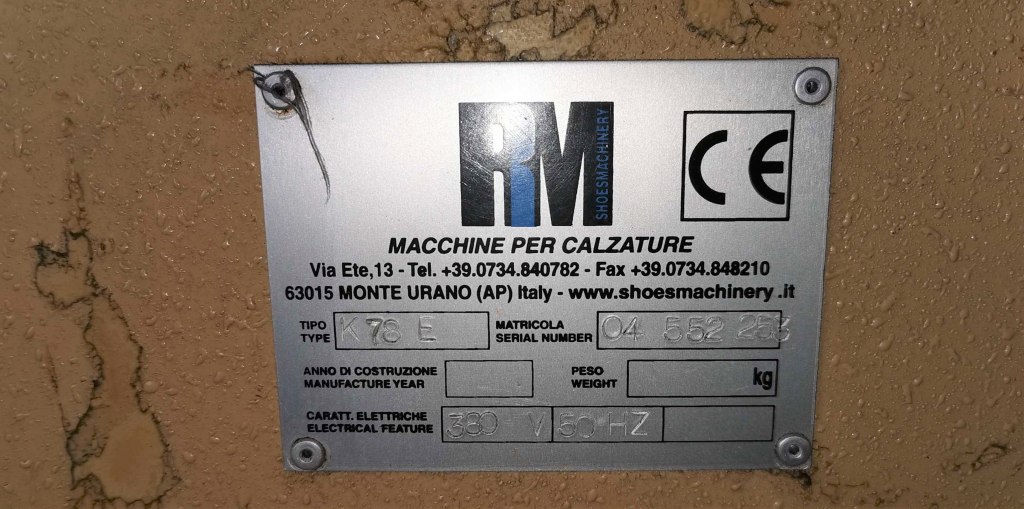 RM SHOESMACHINERY
CE
MACCHINE PER CALZATURE
Via Ete,13 - Tel. +39.0734.840782 - Fax +39.0734.848210
63015 MONTE URANO (AP) Italy - www.shoesmachinery .it
TIPO
TYPE K 78 E
MATRICOLA
SERIAL NUMBER 04 552 253
ANNO DI COSTRUZIONE
MANUFACTURE YEAR
PESO
WEIGHT kg
CARATT. ELETTRICHE
ELECTRICAL FEATURE 380 V 50 HZ